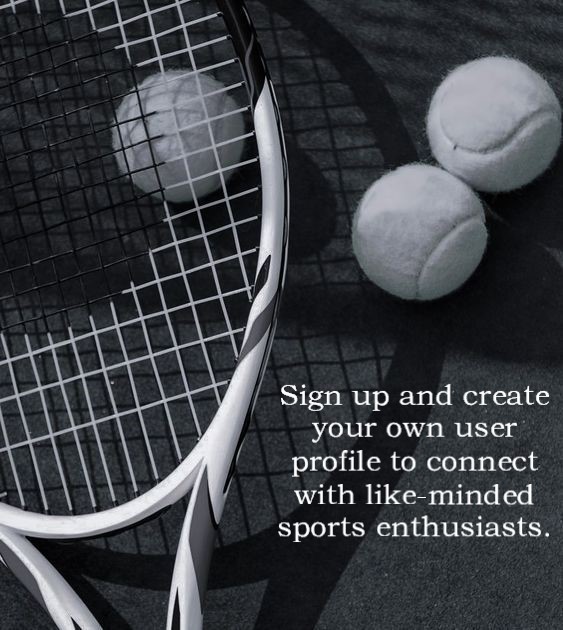 Sign up and create
your own user
profile to connect
with like-minded
sports enthusiasts.